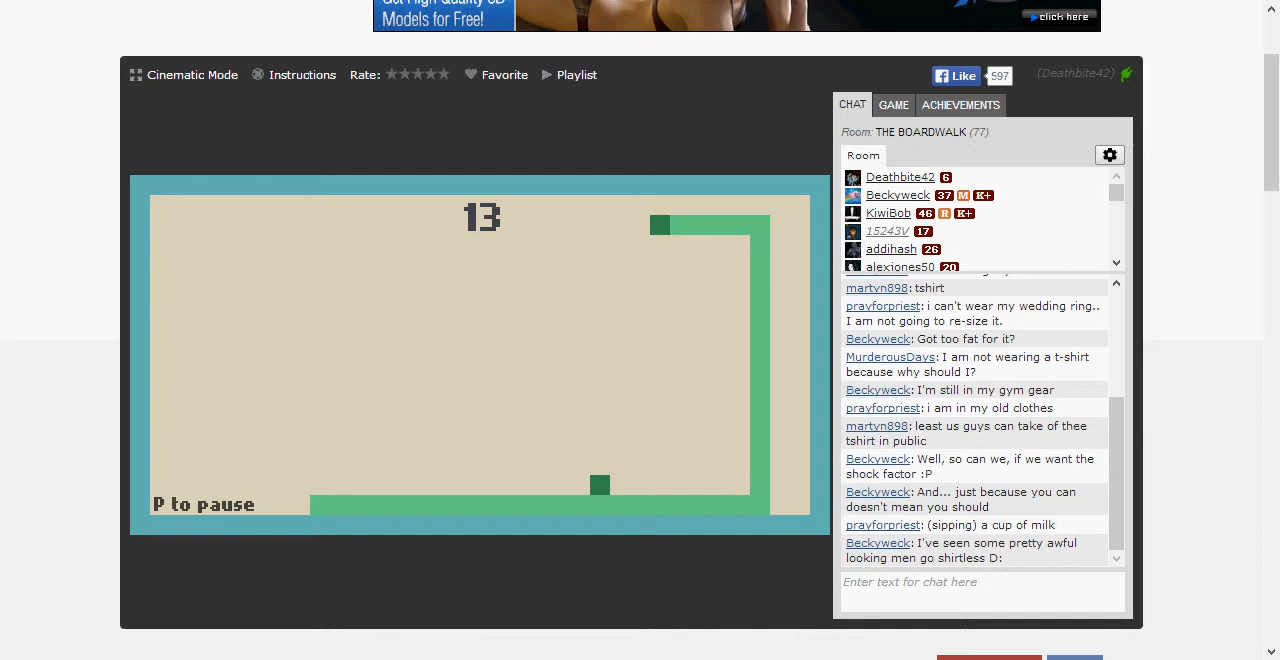 Get High Quality 3D
Models for Free!
click here
Cinematic Mode
Instructions
Rate:
Favorite
Playlist
Like
597
(Deathbite42)
CHAT
GAME
ACHIEVEMENTS
Room: THE BOARDWALK (77)
Room
Deathbite42 6
Beckyweck 37 M K+
KiwiBob 46 R K+
15243V 17
addihash 26
alexjones50 20
martyn898: tshirt
prayforpriest: i can't wear my wedding ring..
I am not going to re-size it.
Beckyweck: Got too fat for it?
MurderousDays: I am not wearing a t-shirt
because why should I?
Beckyweck: I'm still in my gym gear
prayforpriest: i am in my old clothes
martyn898: least us guys can take of thee
tshirt in public
Beckyweck: Well, so can we, if we want the
shock factor :P
Beckyweck: And... just because you can
doesn't mean you should
prayforpriest: (sipping) a cup of milk
Beckyweck: I've seen some pretty awful
looking men go shirtless D:
Enter text for chat here
13
P to pause